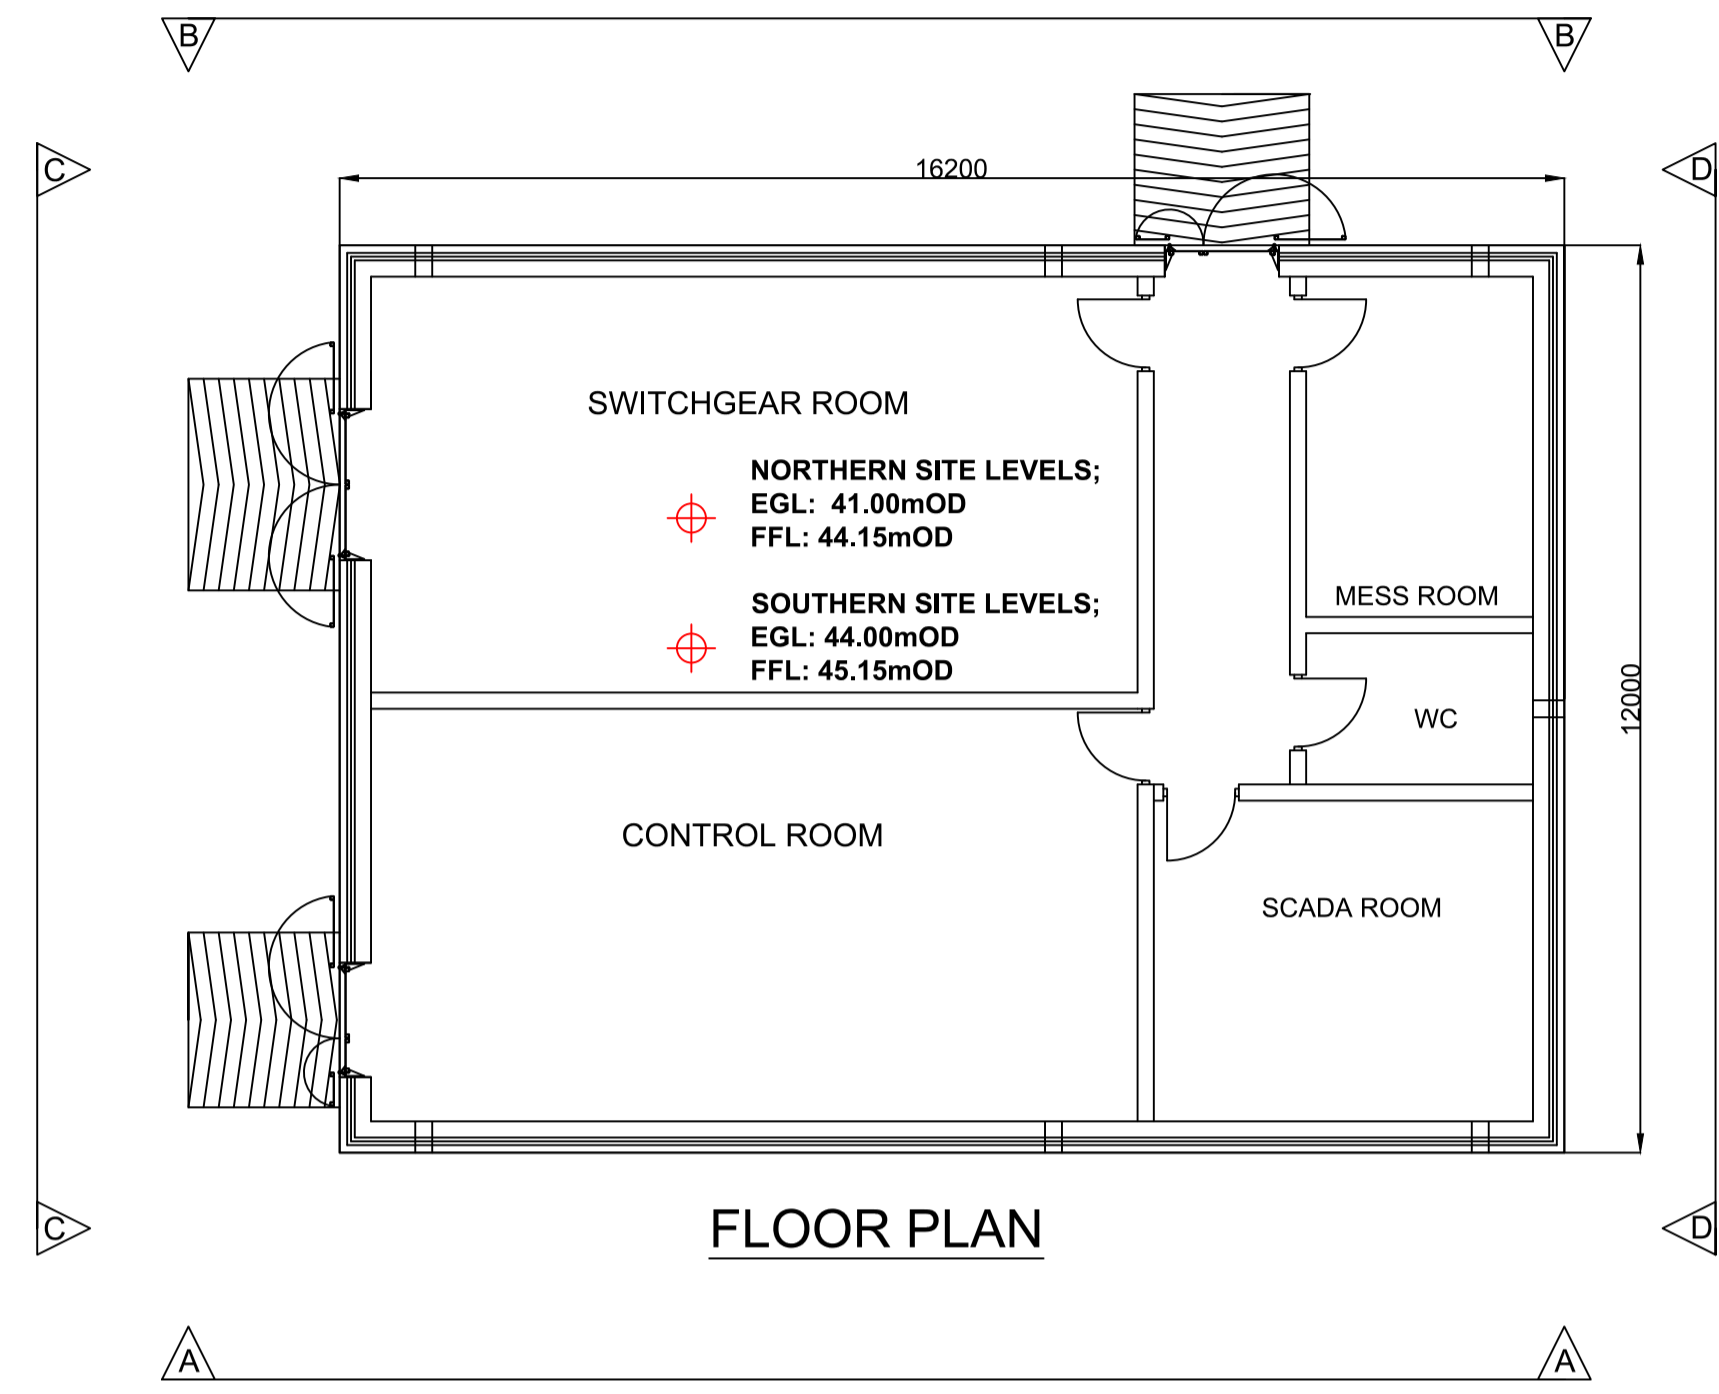 B B
C D
16200
SWITCHGEAR ROOM
NORTHERN SITE LEVELS;
EGL: 41.00mOD
FFL: 44.15mOD
SOUTHERN SITE LEVELS;
EGL: 44.00mOD
FFL: 45.15mOD
MESS ROOM
WC
12000
CONTROL ROOM
SCADA ROOM
FLOOR PLAN
C D
A A